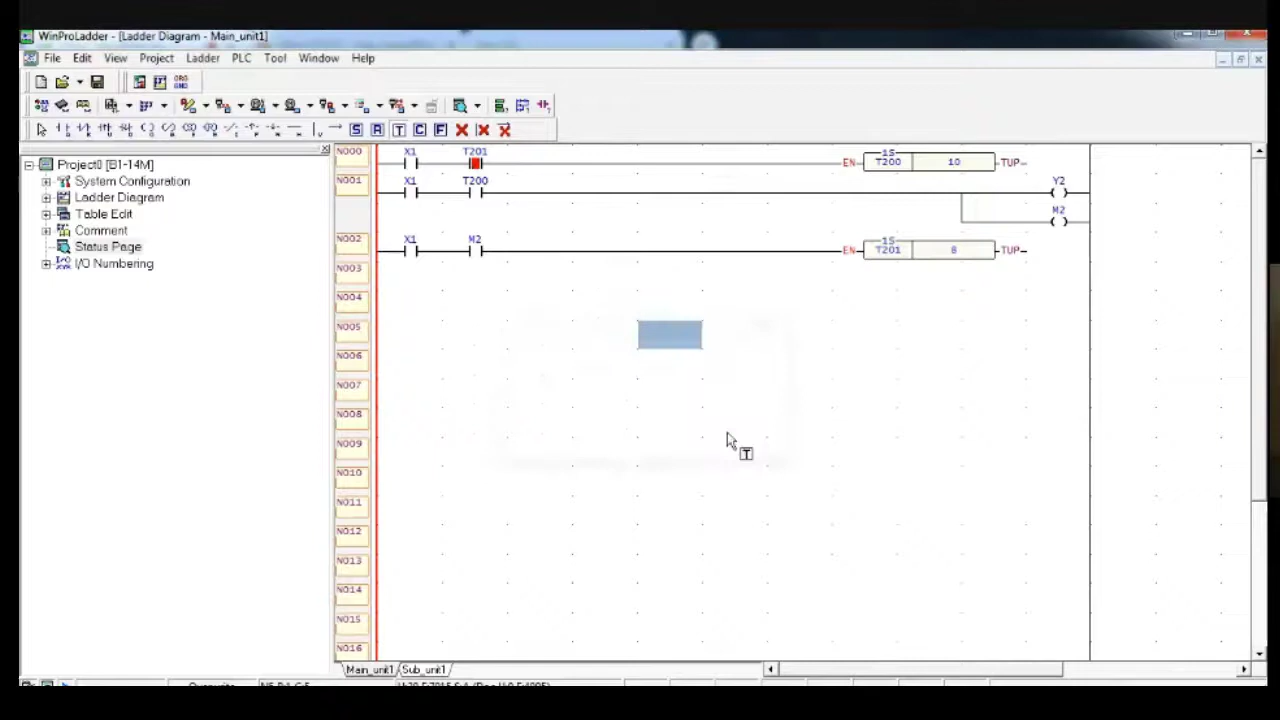 WinProLadder - [Ladder Diagram - Main_unit1]
File Edit View Project Ladder PLC Tool Window Help
S R T C F
Project0 [B1-14M]
System Configuration
Ladder Diagram
Table Edit
Comment
Status Page
I/O Numbering
N000 X1 T201 EN 1S T200 10 TUP
N001 X1 T200 Y2
M2
N002 X1 M2 EN 1S T201 8 TUP
N003
N004
N005
N006
N007
N008
N009
N010
N011
N012
N013
N014
N015
N016
T
Main_unit1 Sub_unit1
Overwrite